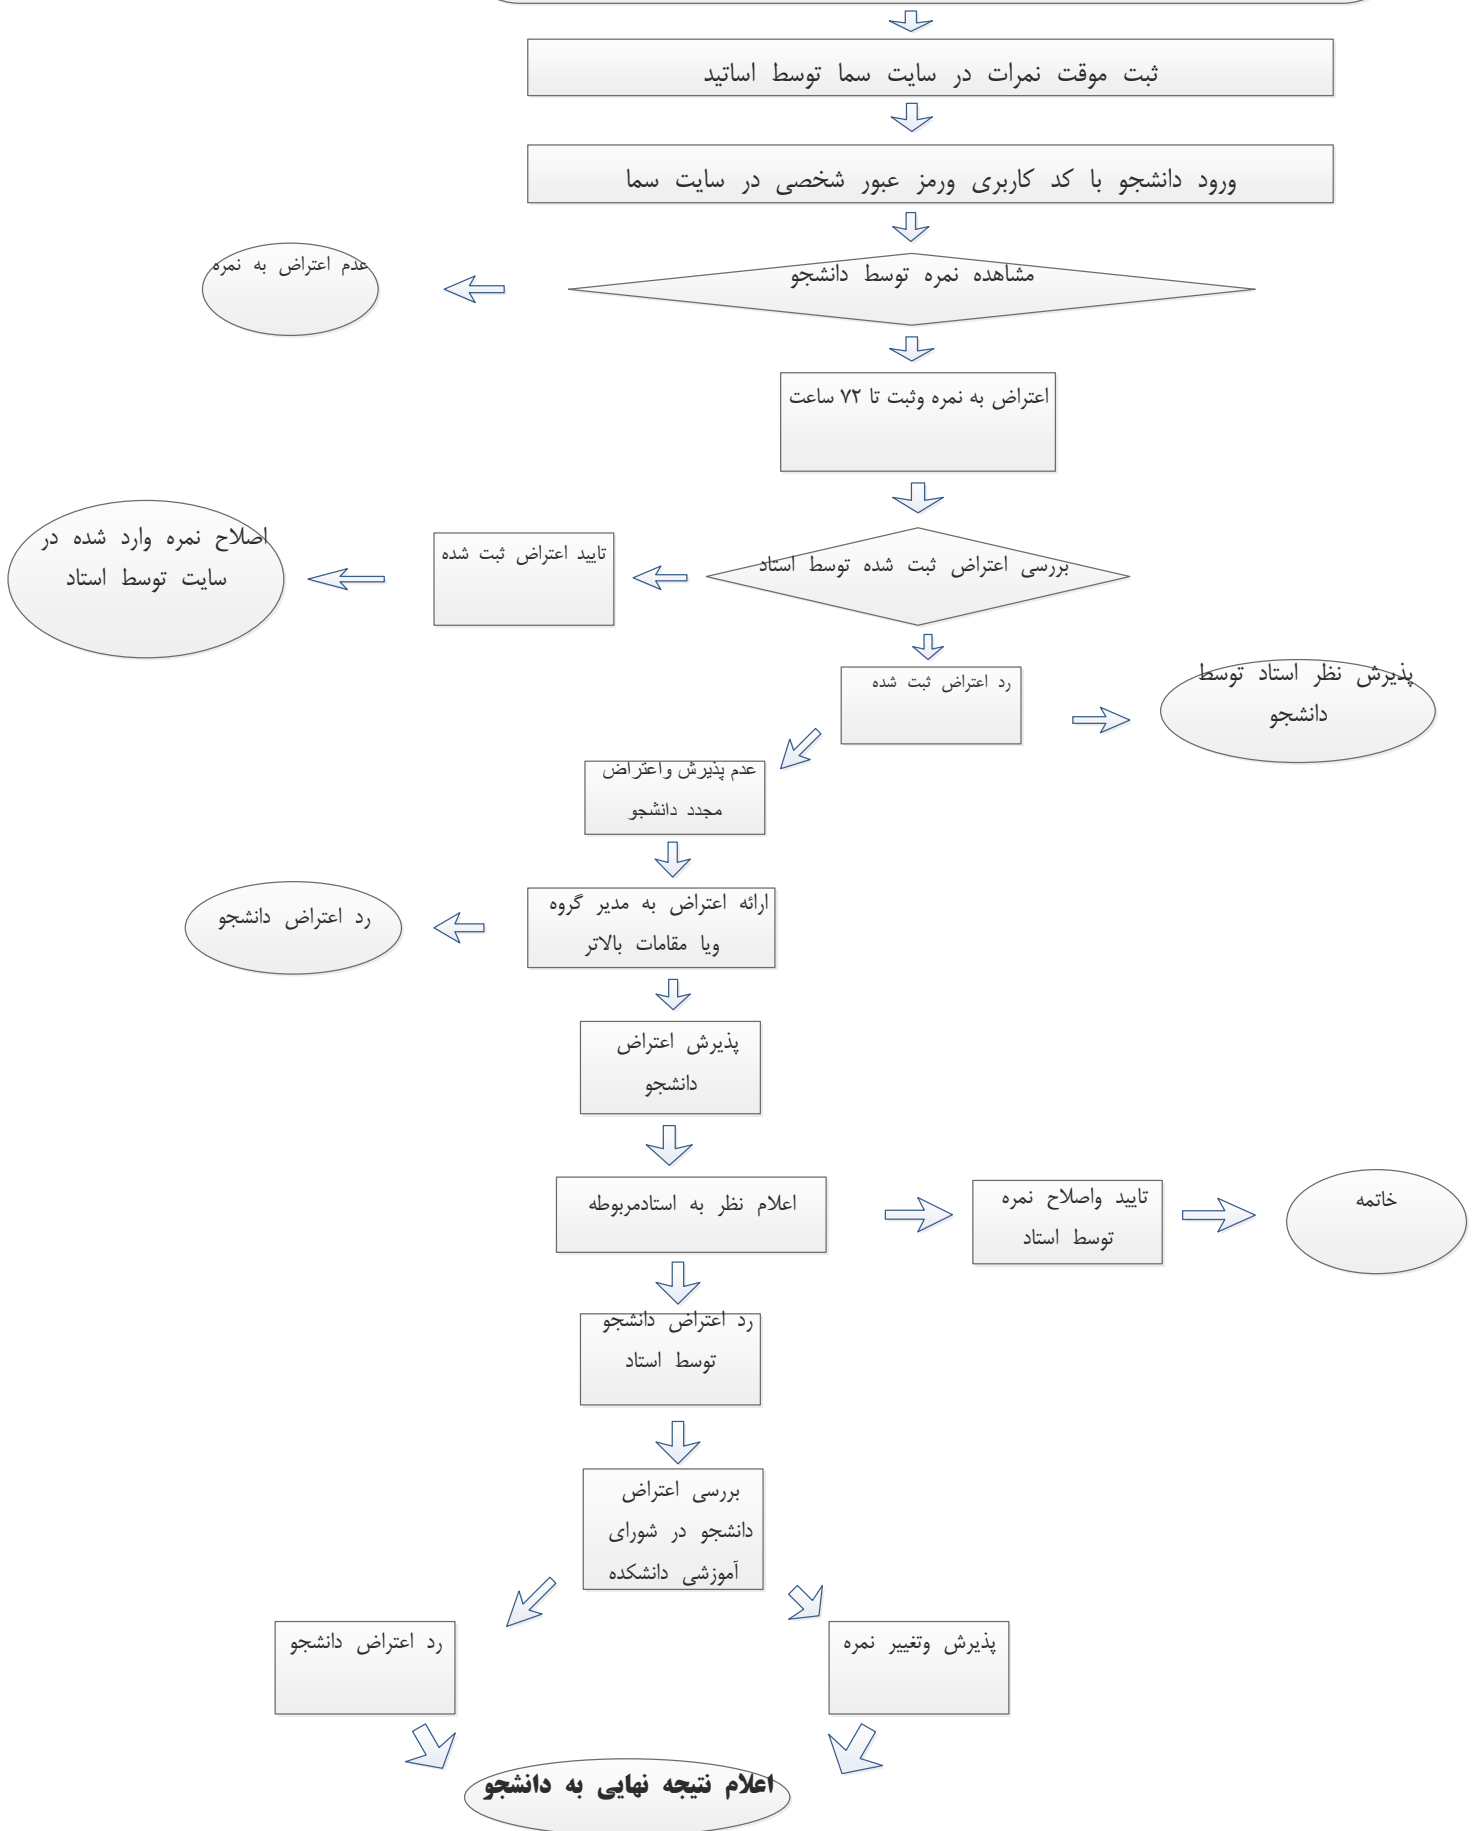 ثبت موقت نمرات در سایت سما توسط اساتید
ورود دانشجو با کد کاربری ورمز عبور شخصی در سایت سما
مشاهده نمره توسط دانشجو
عدم اعتراض به نمره
اعتراض به نمره وثبت تا ۷۲ ساعت
بررسی اعتراض ثبت شده توسط استاد
تایید اعتراض ثبت شده
اصلاح نمره وارد شده در
سایت توسط استاد
رد اعتراض ثبت شده
پذیرش نظر استاد توسط
دانشجو
عدم پذیرش واعتراض
مجدد دانشجو
ارائه اعتراض به مدیر گروه
ویا مقامات بالاتر
رد اعتراض دانشجو
پذیرش اعتراض
دانشجو
اعلام نظر به استادمربوطه
تایید واصلاح نمره
توسط استاد
خاتمه
رد اعتراض دانشجو
توسط استاد
بررسی اعتراض
دانشجو در شورای
آموزشی دانشکده
پذیرش وتغییر نمره
رد اعتراض دانشجو
اعلام نتیجه نهایی به دانشجو